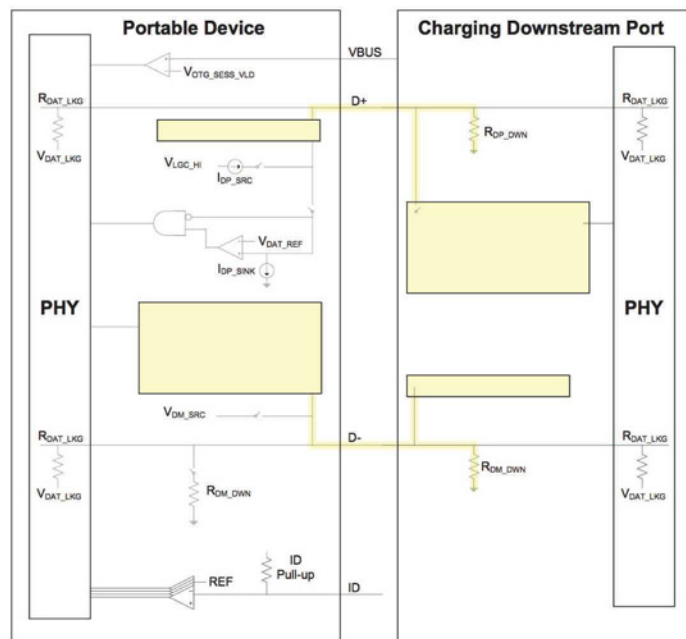 Portable Device
Charging Downstream Port
VBUS
VOTG_SESS_VLD
RDAT_LKG
D+
RDAT_LKG
RDP_DWN
VDAT_LKG
VDAT_LKG
VLGC_HI
IDP_SRC
VDAT_REF
IDP_SINK
PHY
PHY
VDM_SRC
RDAT_LKG
D-
RDAT_LKG
RDM_DWN
VDAT_LKG
RDM_DWN
VDAT_LKG
ID
Pull-up
REF
ID